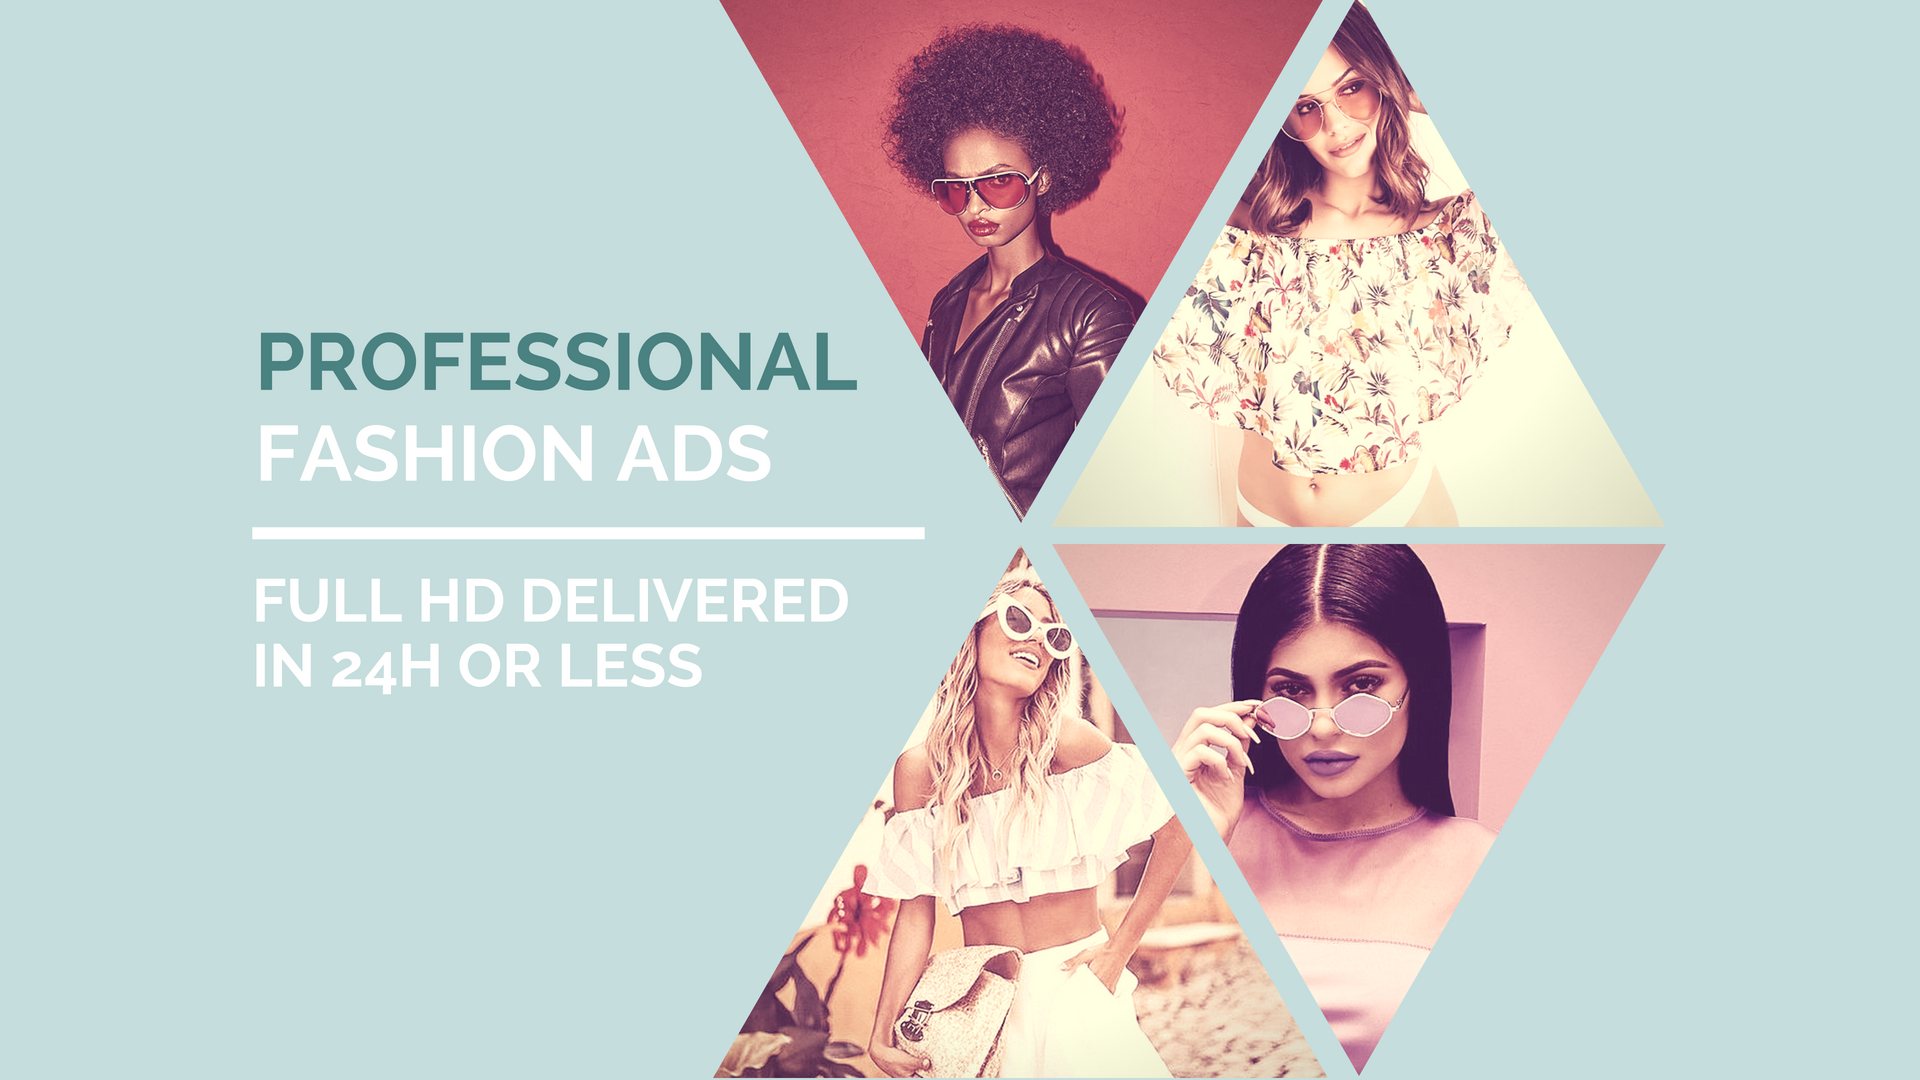 PROFESSIONAL
FASHION ADS
FULL HD DELIVERED
IN 24H OR LESS